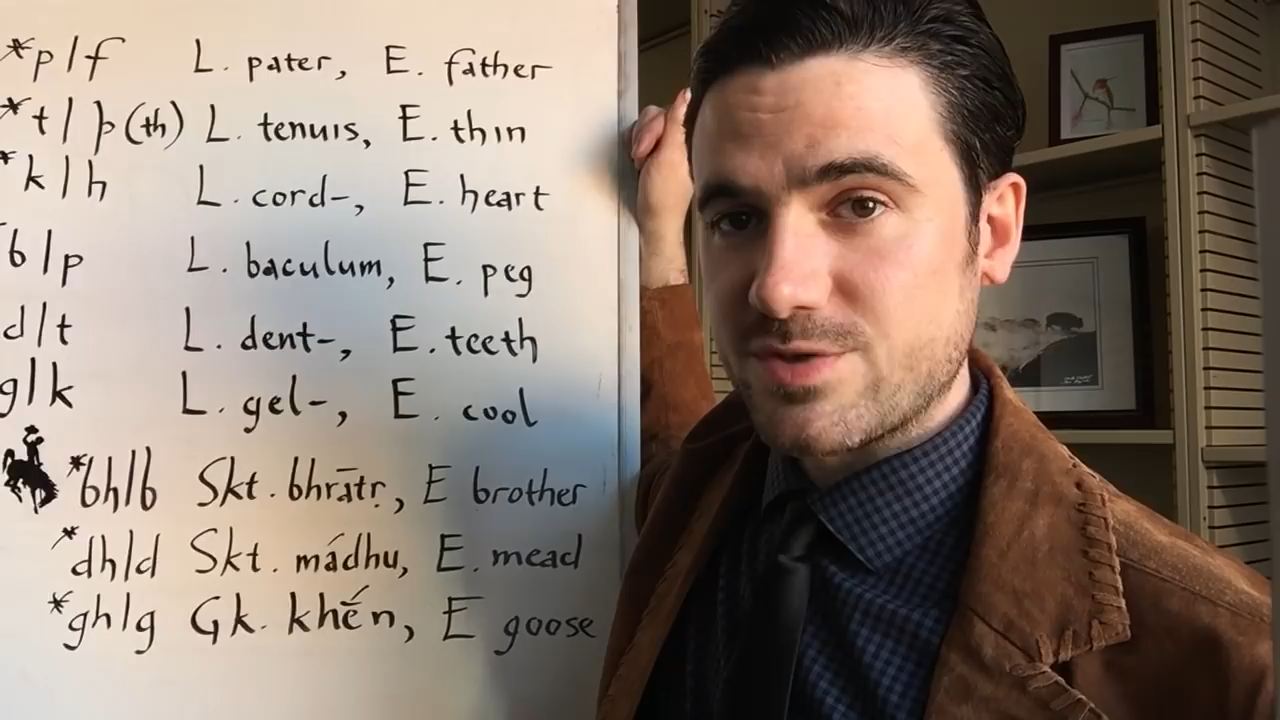 *p/f L. pater, E. father
*t/þ(th) L. tenuis, E. thin
*k/h L. cord-, E. heart
b/p L. baculum, E. peg
d/t L. dent-, E. teeth
g/k L. gel-, E. cool
*bh/b Skt. bhrātṛ, E brother
*dh/d Skt. mádhu, E. mead
*gh/g Gk. khḗn, E goose